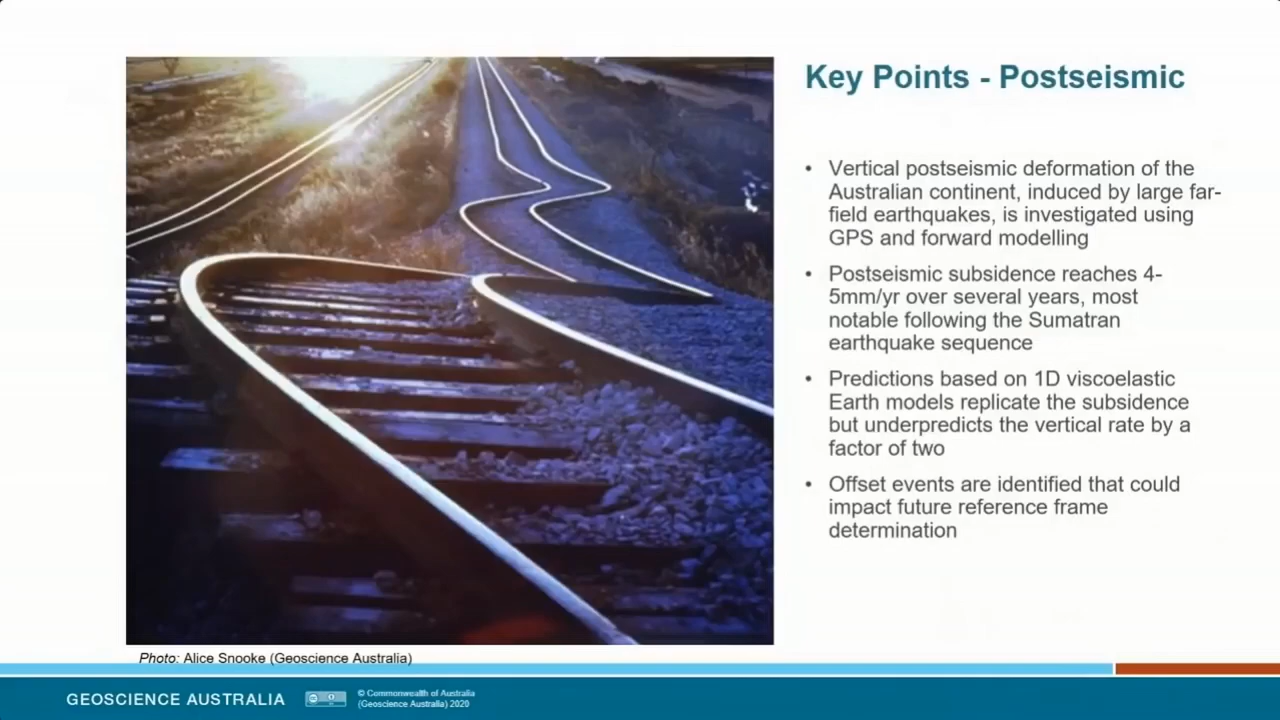 Key Points - Postseismic
• Vertical postseismic deformation of the
Australian continent, induced by large far-
field earthquakes, is investigated using
GPS and forward modelling
• Postseismic subsidence reaches 4-
5mm/yr over several years, most
notable following the Sumatran
earthquake sequence
• Predictions based on 1D viscoelastic
Earth models replicate the subsidence
but underpredicts the vertical rate by a
factor of two
• Offset events are identified that could
impact future reference frame
determination
Photo: Alice Snooke (Geoscience Australia)
GEOSCIENCE AUSTRALIA
© Commonwealth of Australia
(Geoscience Australia) 2020